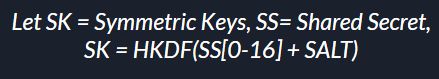 Let SK = Symmetric Keys, SS= Shared Secret,
SK = HKDF(SS[0-16] + SALT)